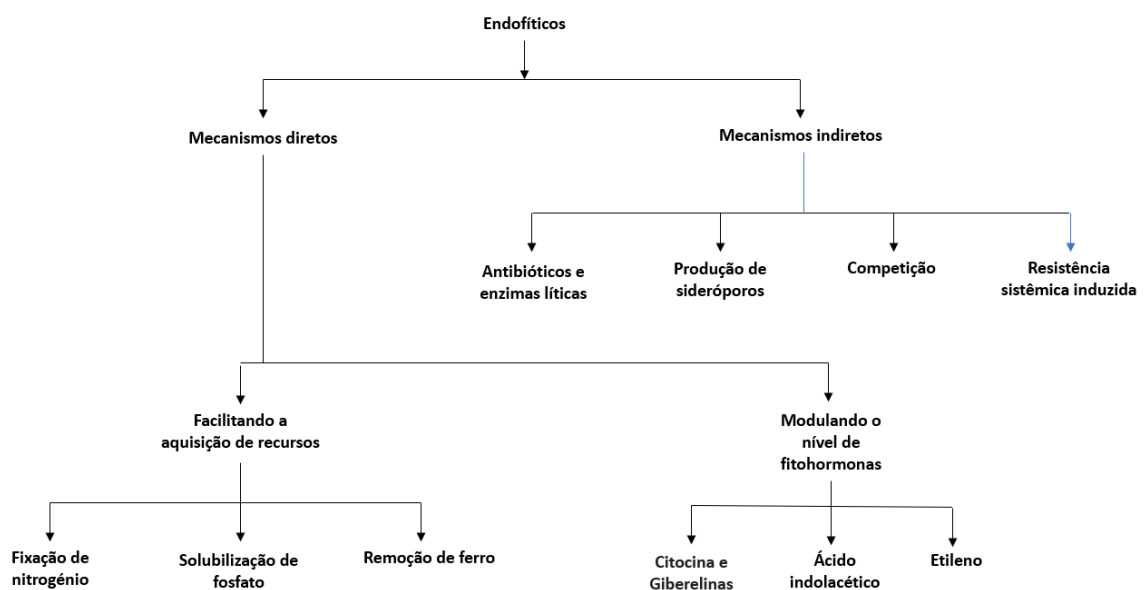 Endofíticos
Mecanismos diretos
Mecanismos indiretos
Antibióticos e
enzimas líticas
Produção de
sideróporos
Competição
Resistência
sistêmica induzida
Facilitando a
aquisição de recursos
Modulando o
nível de
fitohormonas
Fixação de
nitrogénio
Solubilização de
fosfato
Remoção de ferro
Citocina e
Giberelinas
Ácido
indolacético
Etileno